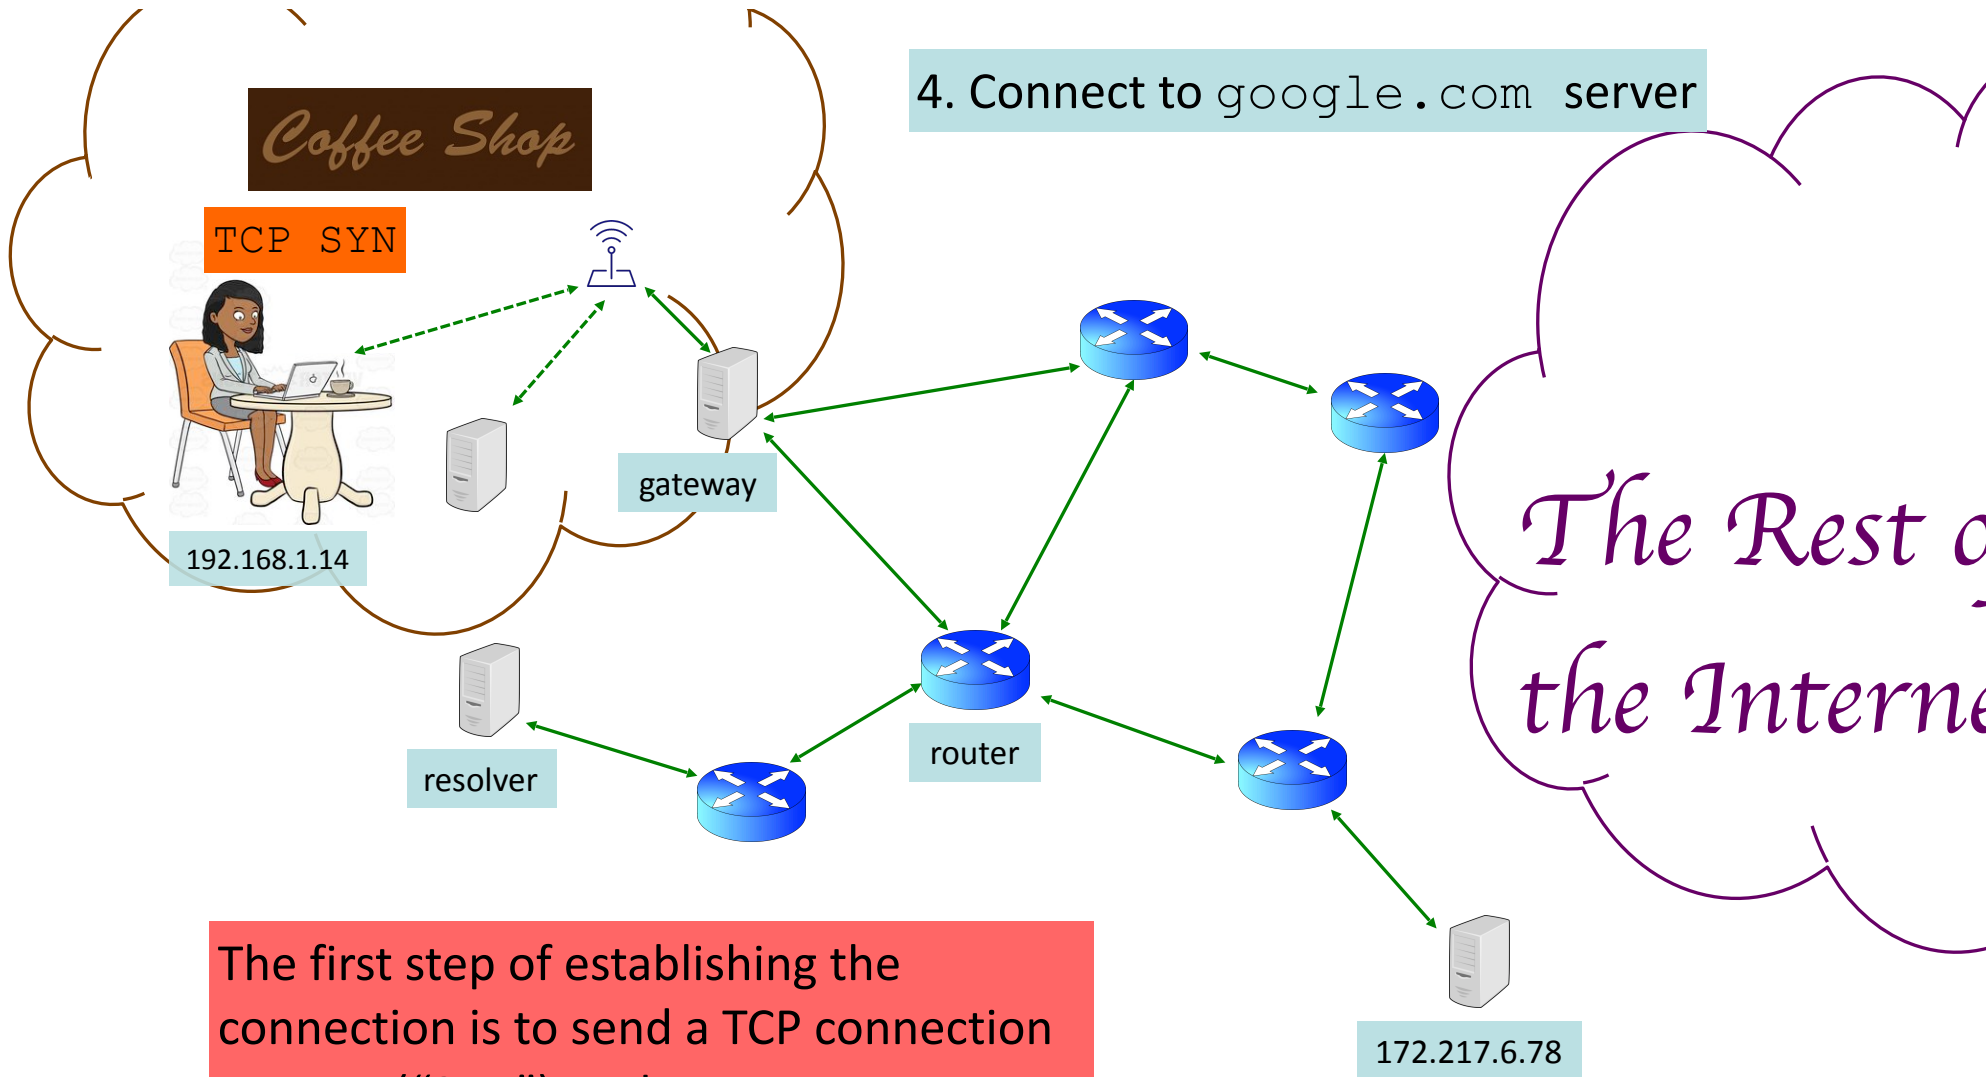 4. Connect to google.com server
Coffee Shop
TCP SYN
gateway
192.168.1.14
The Rest
the Interne
resolver
router
The first step of establishing the
connection is to send a TCP connection
172.217.6.78